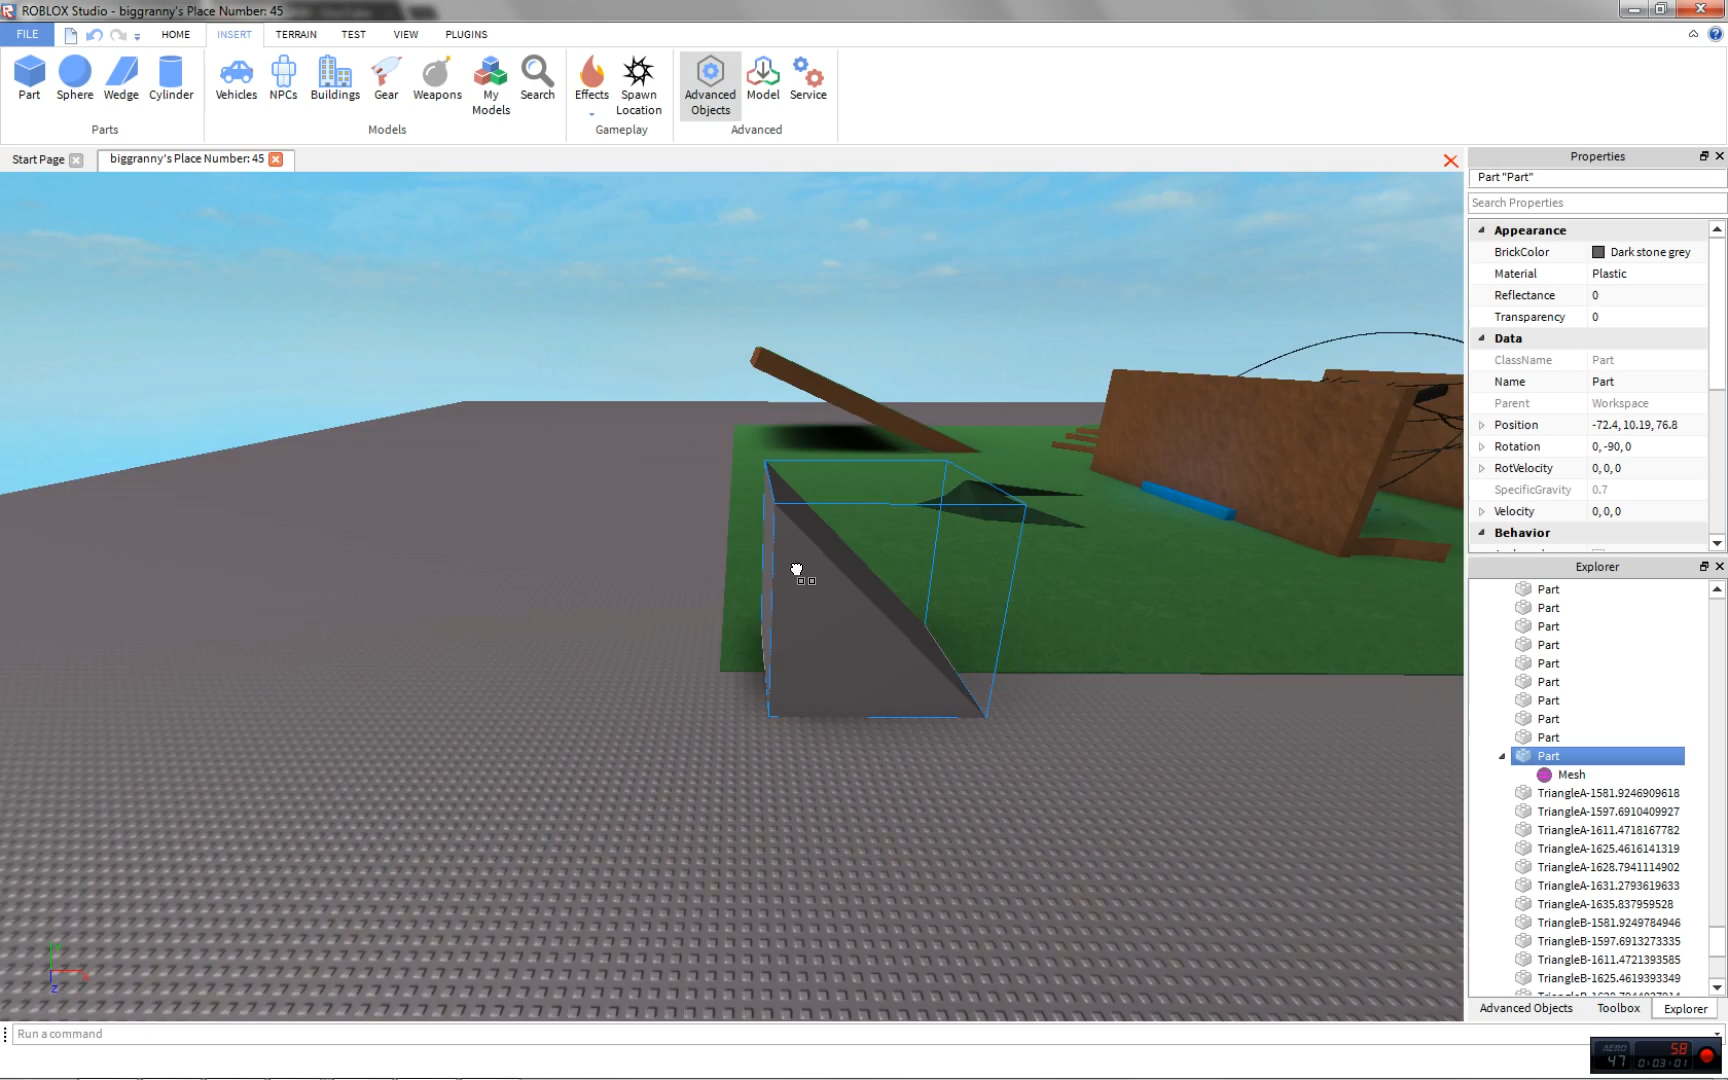 ROBLOX Studio - biggranny's Place Number: 45
FILE HOME INSERT TERRAIN TEST VIEW PLUGINS
Part Sphere Wedge Cylinder Vehicles NPCs Buildings Gear Weapons My Models Search Effects Spawn Location Advanced Objects Model Service
Parts Models Gameplay Advanced
Start Page biggranny's Place Number: 45
Properties
Part "Part"
Search Properties
Appearance
BrickColor Dark stone grey
Material Plastic
Reflectance 0
Transparency 0
Data
ClassName Part
Name Part
Parent Workspace
Position -72.4, 10.19, 76.8
Rotation 0, -90, 0
RotVelocity 0, 0, 0
SpecificGravity 0.7
Velocity 0, 0, 0
Behavior
Explorer
Part
Part
Part
Part
Part
Part
Part
Part
Part
Part
Mesh
TriangleA-1581.9246909618
TriangleA-1597.6910409927
TriangleA-1611.4718167782
TriangleA-1625.4616141319
TriangleA-1628.7941114902
TriangleA-1631.2793619633
TriangleA-1635.837959528
TriangleB-1581.9249784946
TriangleB-1597.6913273335
TriangleB-1611.4721393585
TriangleB-1625.4619393349
Advanced Objects Toolbox Explorer
Run a command
AERO 58
47 0:03:01
Z